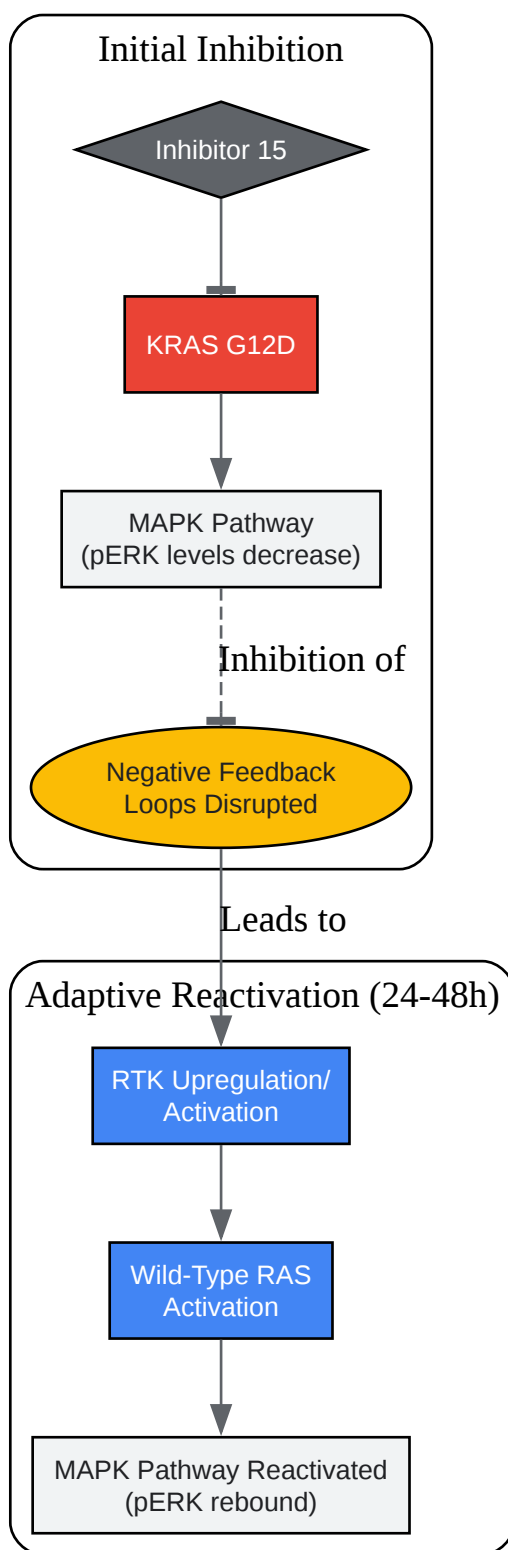 Initial Inhibition
Inhibitor 15
KRAS G12D
MAPK Pathway
(pERK levels decrease)
Inhibition of
Negative Feedback
Loops Disrupted
Leads to
Adaptive Reactivation (24-48h)
RTK Upregulation/
Activation
Wild-Type RAS
Activation
MAPK Pathway Reactivated
(pERK rebound)